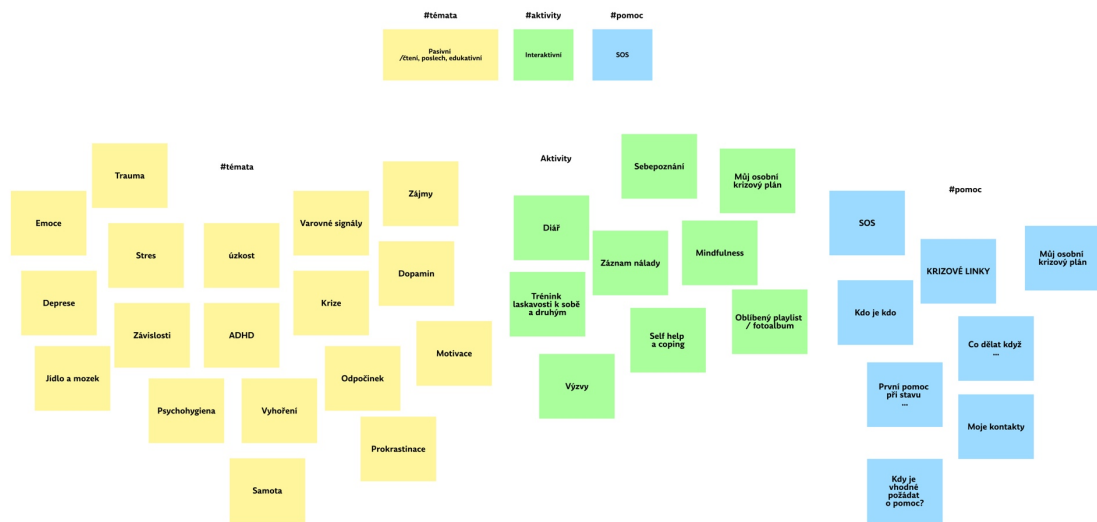 #témata
#aktivity
#pomoc
Pasivní
/čtení, poslech, edukativní
Interaktivní
SOS
#témata
Trauma
Zájmy
Emoce
Varovné signály
Stres
úzkost
Dopamin
Deprese
Krize
Závislosti
ADHD
Motivace
Jídlo a mozek
Odpočinek
Psychohygiena
Vyhoření
Prokrastinace
Samota
Aktivity
Sebepoznání
Můj osobní
krizový plán
Diář
Záznam nálady
Mindfulness
Trénink
laskavosti k sobě
a druhým
Oblíbený playlist
/ fotoalbum
Self help
a coping
Výzvy
#pomoc
SOS
Můj osobní
krizový plán
KRIZOVÉ LINKY
Kdo je kdo
Co dělat když
...
První pomoc
při stavu
...
Moje kontakty
Kdy je
vhodné
požádat
o pomoc?